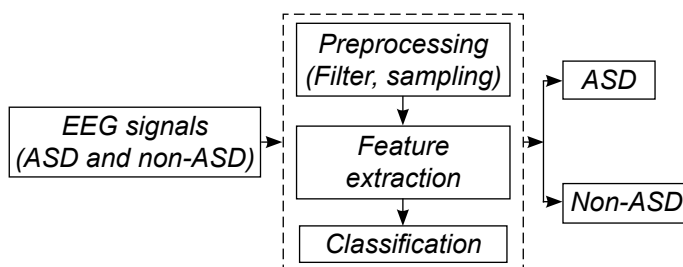 EEG signals
(ASD and non-ASD)
Preprocessing
(Filter, sampling)
Feature
extraction
Classification
ASD
Non-ASD